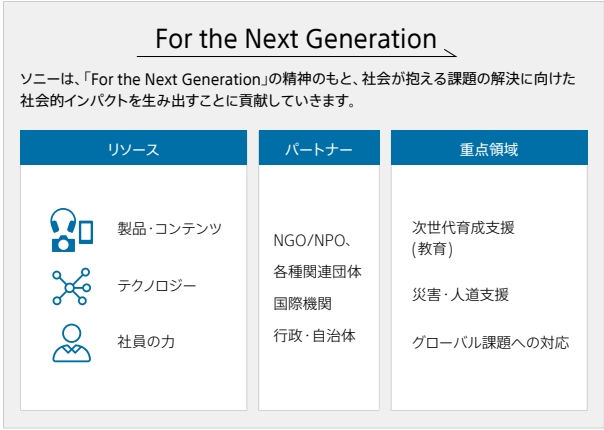 For the Next Generation
ソニーは、「For the Next Generation」の精神のもと、社会が抱える課題の解決に向けた
社会的インパクトを生み出すことに貢献していきます。
リソース
製品・コンテンツ
テクノロジー
社員の力
パートナー
NGO/NPO、
各種関連団体
国際機関
行政・自治体
重点領域
次世代育成支援
(教育)
災害・人道支援
グローバル課題への対応